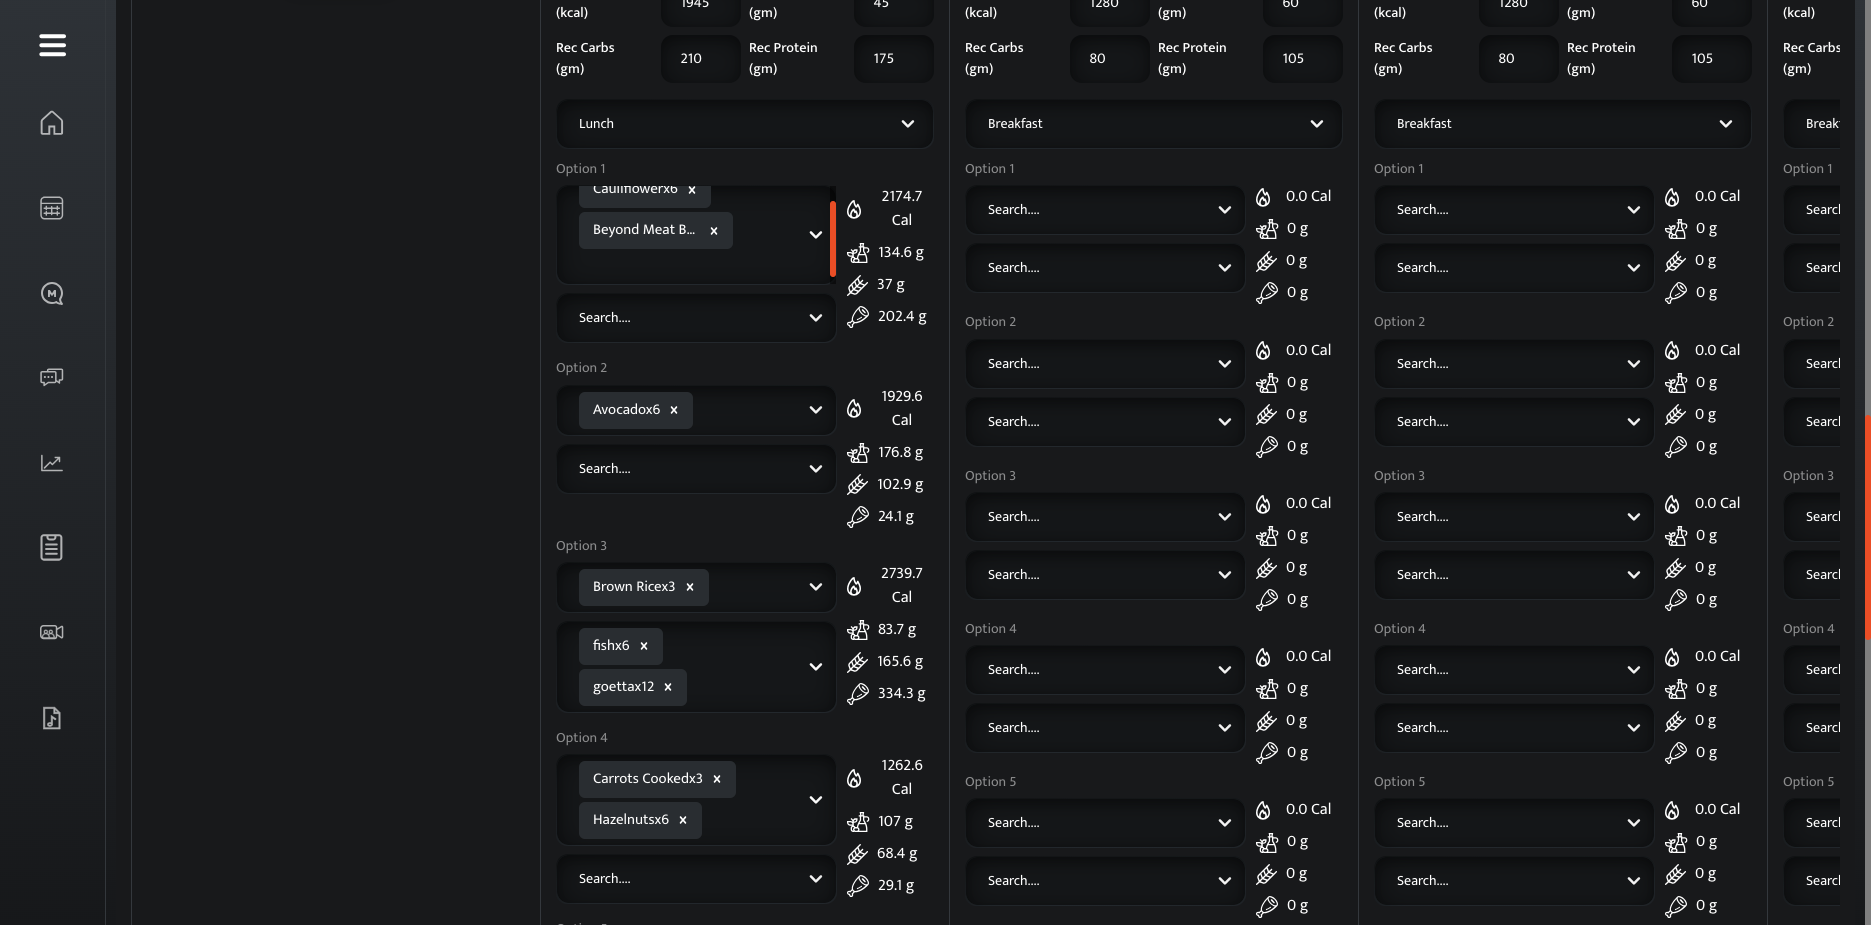 (kcal)
1945
(gm)
45
Rec Carbs
(gm)
210
Rec Protein
(gm)
175
Lunch
Option 1
Cauliflowerx6 ×
Beyond Meat B... ×
2174.7
Cal
134.6 g
37 g
202.4 g
Search....
Option 2
Avocadox6 ×
1929.6
Cal
176.8 g
102.9 g
24.1 g
Search....
Option 3
Brown Ricex3 ×
fishx6 ×
goettax12 ×
2739.7
Cal
83.7 g
165.6 g
334.3 g
Option 4
Carrots Cookedx3 ×
Hazelnutsx6 ×
1262.6
Cal
107 g
68.4 g
29.1 g
Search....
(kcal)
1280
(gm)
60
Rec Carbs
(gm)
80
Rec Protein
(gm)
105
Breakfast
Option 1
Search....
Search....
0.0 Cal
0 g
0 g
0 g
Option 2
Search....
Search....
0.0 Cal
0 g
0 g
0 g
Option 3
Search....
Search....
0.0 Cal
0 g
0 g
0 g
Option 4
Search....
Search....
0.0 Cal
0 g
0 g
0 g
Option 5
Search....
Search....
0.0 Cal
0 g
0 g
0 g
(kcal)
1280
(gm)
60
Rec Carbs
(gm)
80
Rec Protein
(gm)
105
Breakfast
Option 1
Search....
Search....
0.0 Cal
0 g
0 g
0 g
Option 2
Search....
Search....
0.0 Cal
0 g
0 g
0 g
Option 3
Search....
Search....
0.0 Cal
0 g
0 g
0 g
Option 4
Search....
Search....
0.0 Cal
0 g
0 g
0 g
Option 5
Search....
Search....
0.0 Cal
0 g
0 g
0 g
(kcal)
Rec Carbs
(gm)
Break
Option 1
Searc
Searc
Option 2
Searc
Searc
Option 3
Searc
Searc
Option 4
Searc
Searc
Option 5
Searc
Searc